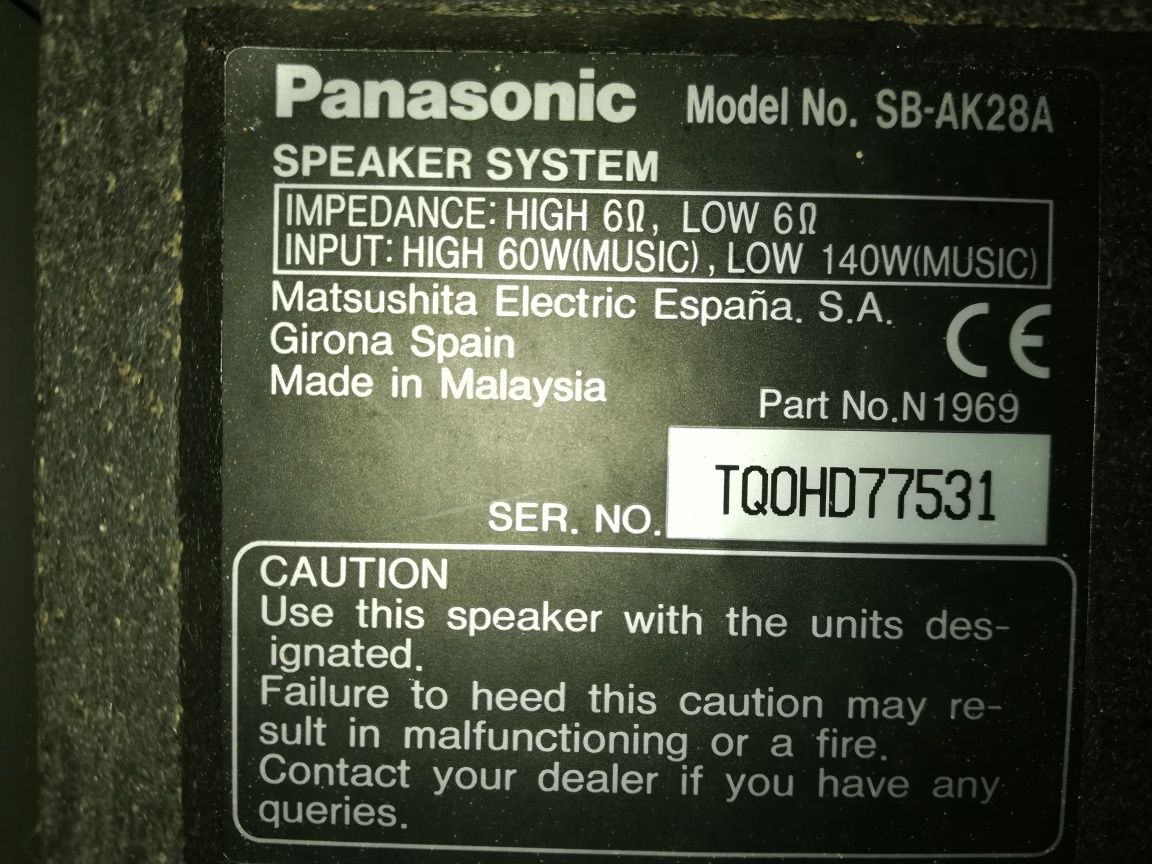 Panasonic Model No. SB-AK28A
SPEAKER SYSTEM
IMPEDANCE: HIGH 6Ω, LOW 6Ω
INPUT: HIGH 60W(MUSIC), LOW 140W(MUSIC)
Matsushita Electric España. S.A.
Girona Spain
Made in Malaysia
CE
Part No.N1969
SER. NO. TQ0HD77531
CAUTION
Use this speaker with the units des-
ignated.
Failure to heed this caution may re-
sult in malfunctioning or a fire.
Contact your dealer if you have any
queries.